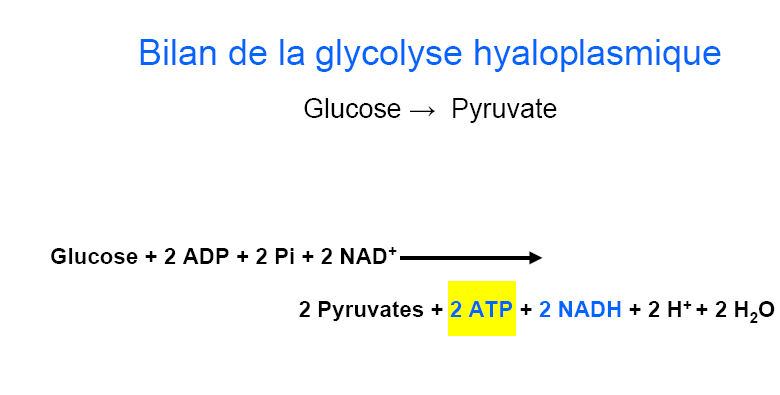 Bilan de la glycolyse hyaloplasmique
Glucose → Pyruvate
Glucose + 2 ADP + 2 Pi + 2 NAD⁺ →
2 Pyruvates + 2 ATP + 2 NADH + 2 H⁺ + 2 H₂O